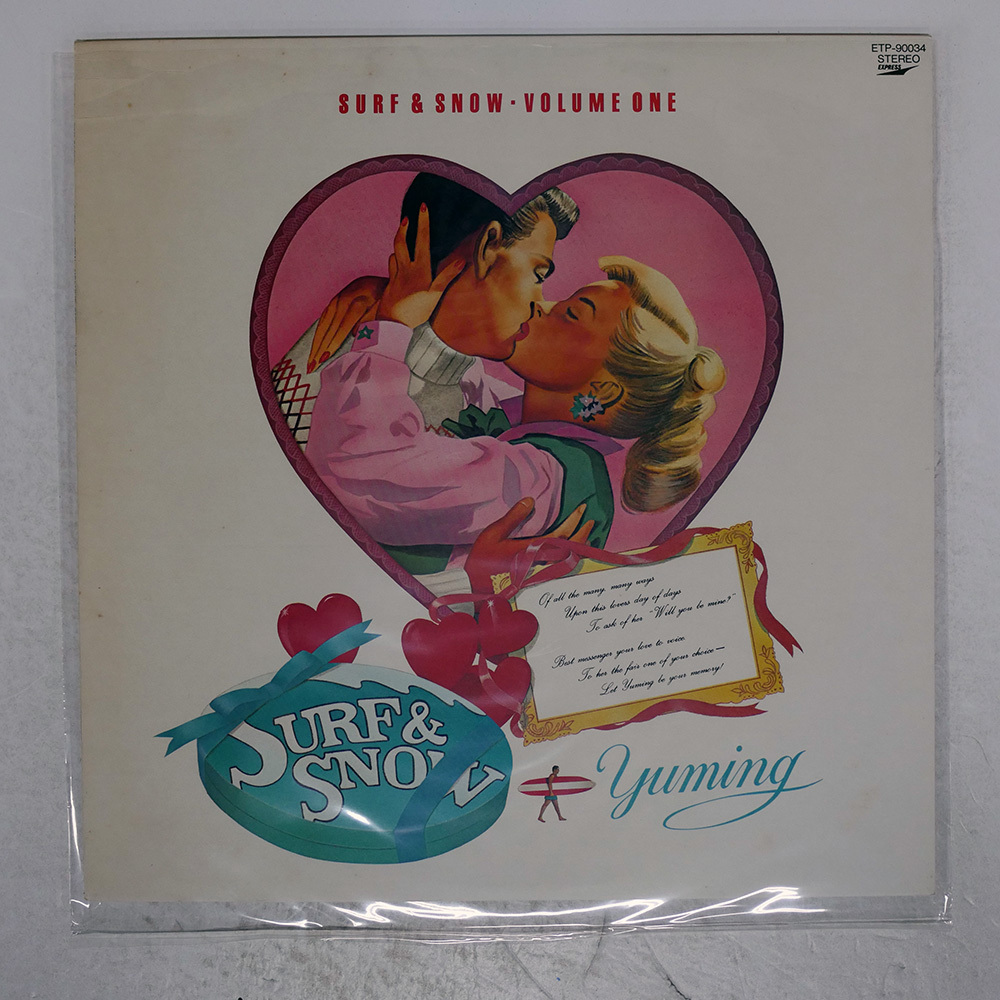 ETP-90034
STEREO
EXPRESS
SURF & SNOW · VOLUME ONE
Of all the many, many ways
Upon this lovers day of days
To ask of her "Will you be mine?"
Best messenger your love to voice
To her the fair one of your choice—
Let Yuming be your memory!
SURF &
SNOW
Yuming